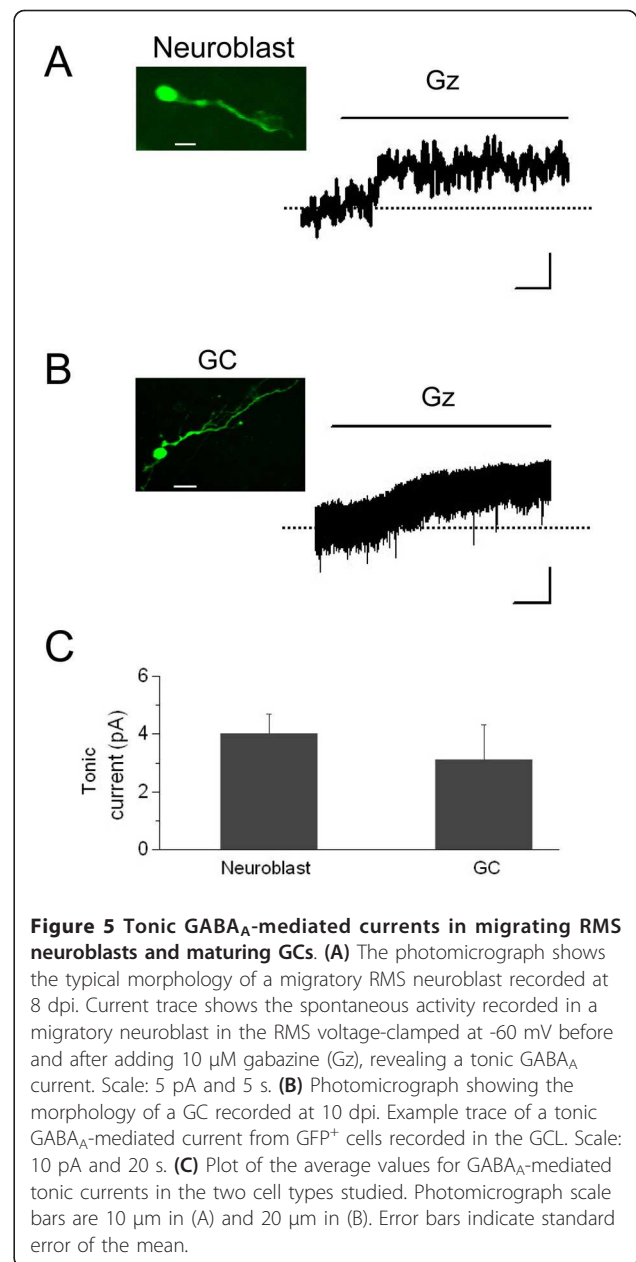 A
Neuroblast
Gz
B
GC
Gz
C
6
4
2
0
Tonic
current (pA)
Neuroblast
GC
Figure 5 Tonic GABAA-mediated currents in migrating RMS
neuroblasts and maturing GCs. (A) The photomicrograph shows
the typical morphology of a migratory RMS neuroblast recorded at
8 dpi. Current trace shows the spontaneous activity recorded in a
migratory neuroblast in the RMS voltage-clamped at -60 mV before
and after adding 10 μM gabazine (Gz), revealing a tonic GABAA
current. Scale: 5 pA and 5 s. (B) Photomicrograph showing the
morphology of a GC recorded at 10 dpi. Example trace of a tonic
GABAA-mediated current from GFP+ cells recorded in the GCL. Scale:
10 pA and 20 s. (C) Plot of the average values for GABAA-mediated
tonic currents in the two cell types studied. Photomicrograph scale
bars are 10 μm in (A) and 20 μm in (B). Error bars indicate standard
error of the mean.